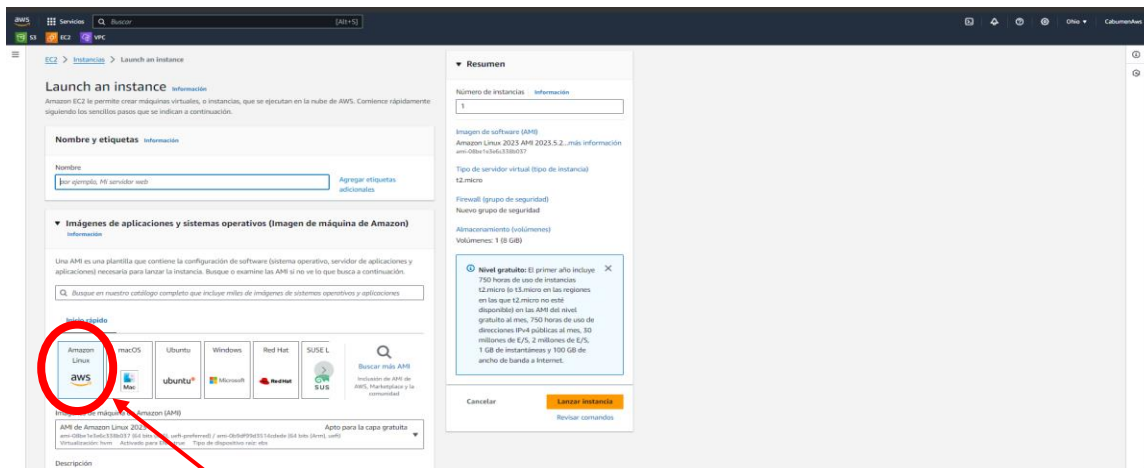 aws
Servicios
Buscar
[Alt+S]
Ohio
CabumenAws
S3
EC2
VPC
EC2 > Instancias > Launch an instance
Launch an instance Información
Amazon EC2 le permite crear máquinas virtuales, o instancias, que se ejecutan en la nube de AWS. Comience rápidamente
siguiendo los sencillos pasos que se indican a continuación.
Nombre y etiquetas Información
Nombre
por ejemplo, Mi servidor web
Agregar etiquetas
adicionales
Imágenes de aplicaciones y sistemas operativos (Imagen de máquina de Amazon)
Información
Una AMI es una plantilla que contiene la configuración de software (sistema operativo, servidor de aplicaciones y
aplicaciones) necesaria para lanzar la instancia. Busque o examine las AMI si no ve lo que busca a continuación.
Busque en nuestro catálogo completo que incluye miles de imágenes de sistemas operativos y aplicaciones
Inicio rápido
Amazon
Linux
aws
macOS
Mac
Ubuntu
ubuntu
Windows
Microsoft
Red Hat
Red Hat
SUSE L
SUS
Buscar más AMI
Inclusión de AMI de
AWS, Marketplace y la
comunidad
de máquina de Amazon (AMI)
AMI de Amazon Linux 2023
Apto para la capa gratuita
Virtualización: hvm Activado para
Tipo de dispositivo raíz: ebs
Descripción
Resumen
Número de instancias Información
1
Imagen de software (AMI)
Amazon Linux 2023 AMI 2023.5.2...más información
Tipo de servidor virtual (tipo de instancia)
t2.micro
Firewall (grupo de seguridad)
Nuevo grupo de seguridad
Almacenamiento (volúmenes)
Volúmenes: 1 (8 GiB)
Nivel gratuito: El primer año incluye
750 horas de uso de instancias
t2.micro (o t3.micro en las regiones
en las que t2.micro no esté
disponible) en las AMI del nivel
gratuito al mes, 750 horas de uso de
direcciones IPv4 públicas al mes, 30
millones de E/S, 2 millones de E/S,
1 GB de instantáneas y 100 GB de
ancho de banda a Internet.
Cancelar
Lanzar instancia
Revisar comandos